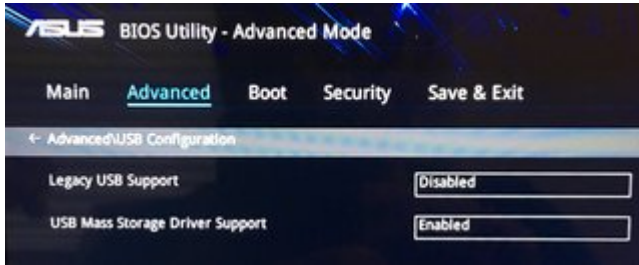 ASUS BIOS Utility - Advanced Mode
Main Advanced Boot Security Save & Exit
← Advanced\USB Configuration
Legacy USB Support Disabled
USB Mass Storage Driver Support Enabled